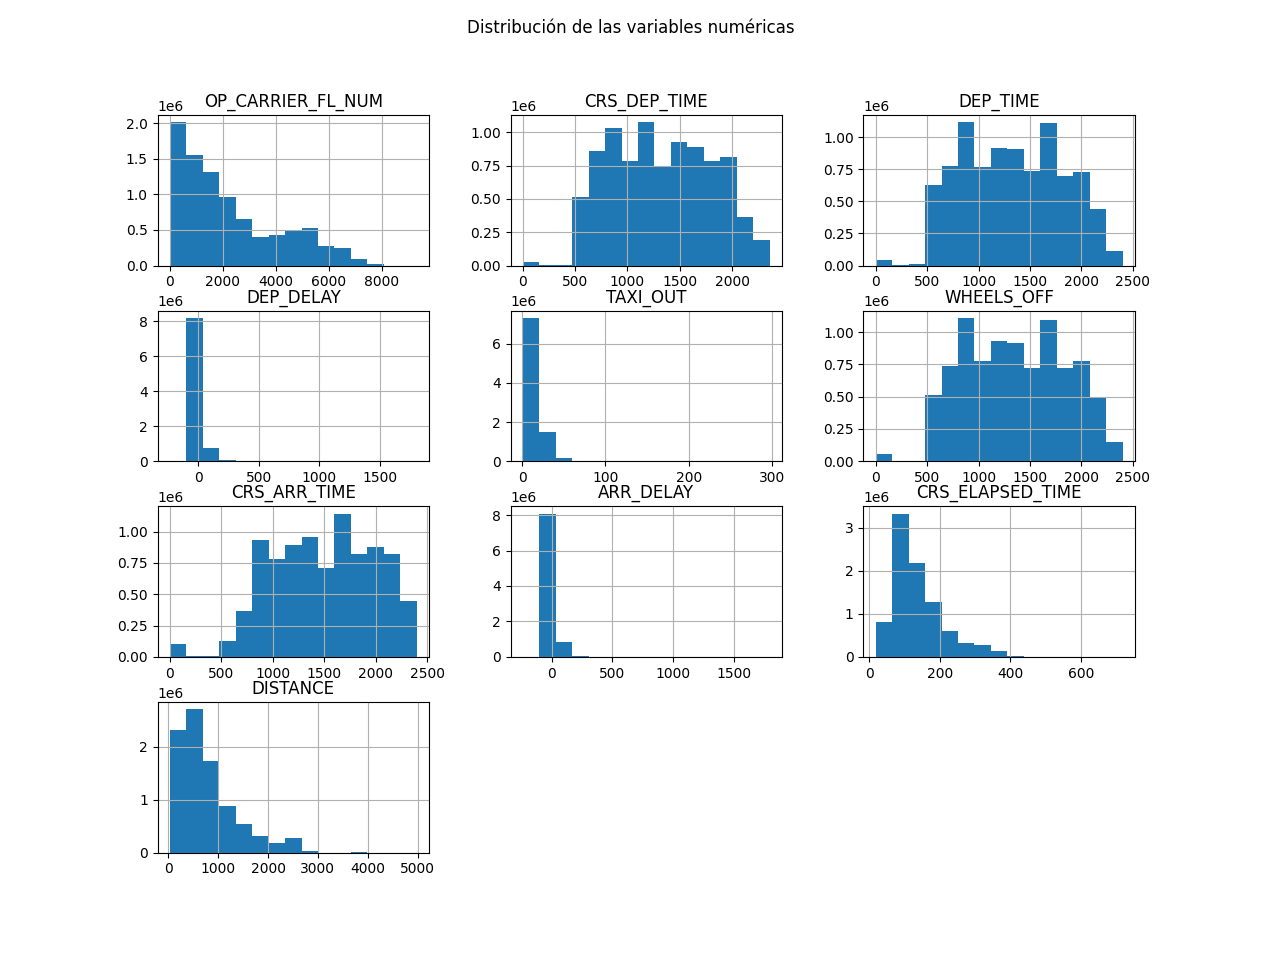 Distribución de las variables numéricas
OP_CARRIER_FL_NUM
1e6
2.0
1.5
1.0
0.5
0.0
0 2000 4000 6000 8000
CRS_DEP_TIME
1e6
1.00
0.75
0.50
0.25
0.00
0 500 1000 1500 2000
DEP_TIME
1e6
1.00
0.75
0.50
0.25
0.00
0 500 1000 1500 2000 2500
DEP_DELAY
1e6
8
6
4
2
0
0 500 1000 1500
TAXI_OUT
1e6
6
4
2
0
0 100 200 300
WHEELS_OFF
1e6
1.00
0.75
0.50
0.25
0.00
0 500 1000 1500 2000 2500
CRS_ARR_TIME
1e6
1.00
0.75
0.50
0.25
0.00
0 500 1000 1500 2000 2500
ARR_DELAY
1e6
8
6
4
2
0
0 500 1000 1500
CRS_ELAPSED_TIME
1e6
3
2
1
0
0 200 400 600
DISTANCE
1e6
2
1
0
0 1000 2000 3000 4000 5000